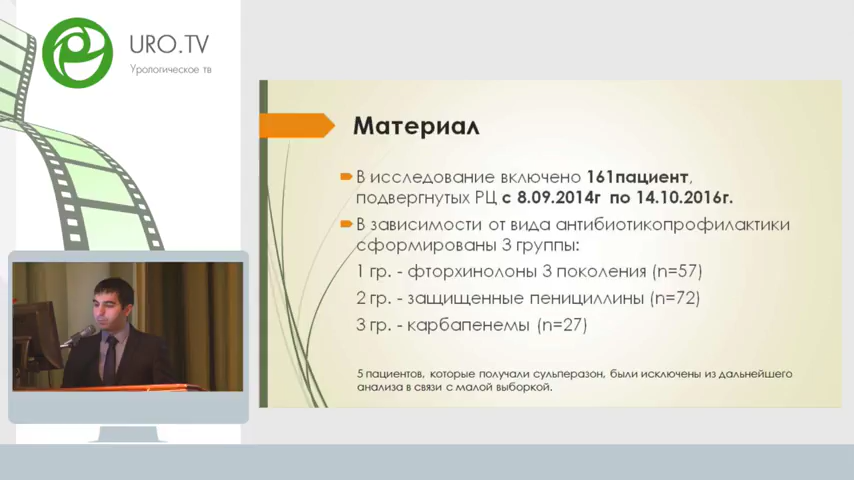 URO.TV
Урологическое тв
Материал
В исследование включено 161пациент,
подвергнутых РЦ с 8.09.2014г по 14.10.2016г.
В зависимости от вида антибиотикопрофилактики
сформированы 3 группы:
1 гр. - фторхинолоны 3 поколения (n=57)
2 гр. - защищенные пенициллины (n=72)
3 гр. - карбапенемы (n=27)
5 пациентов, которые получали сульперазон, были исключены из дальнейшего
анализа в связи с малой выборкой.